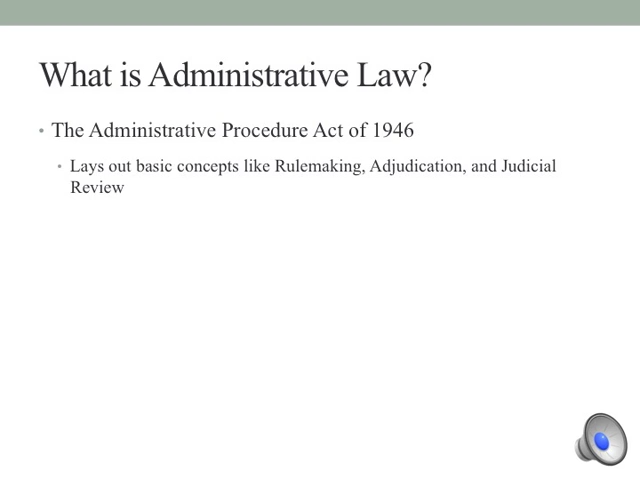 What is Administrative Law?
• The Administrative Procedure Act of 1946
• Lays out basic concepts like Rulemaking, Adjudication, and Judicial
Review